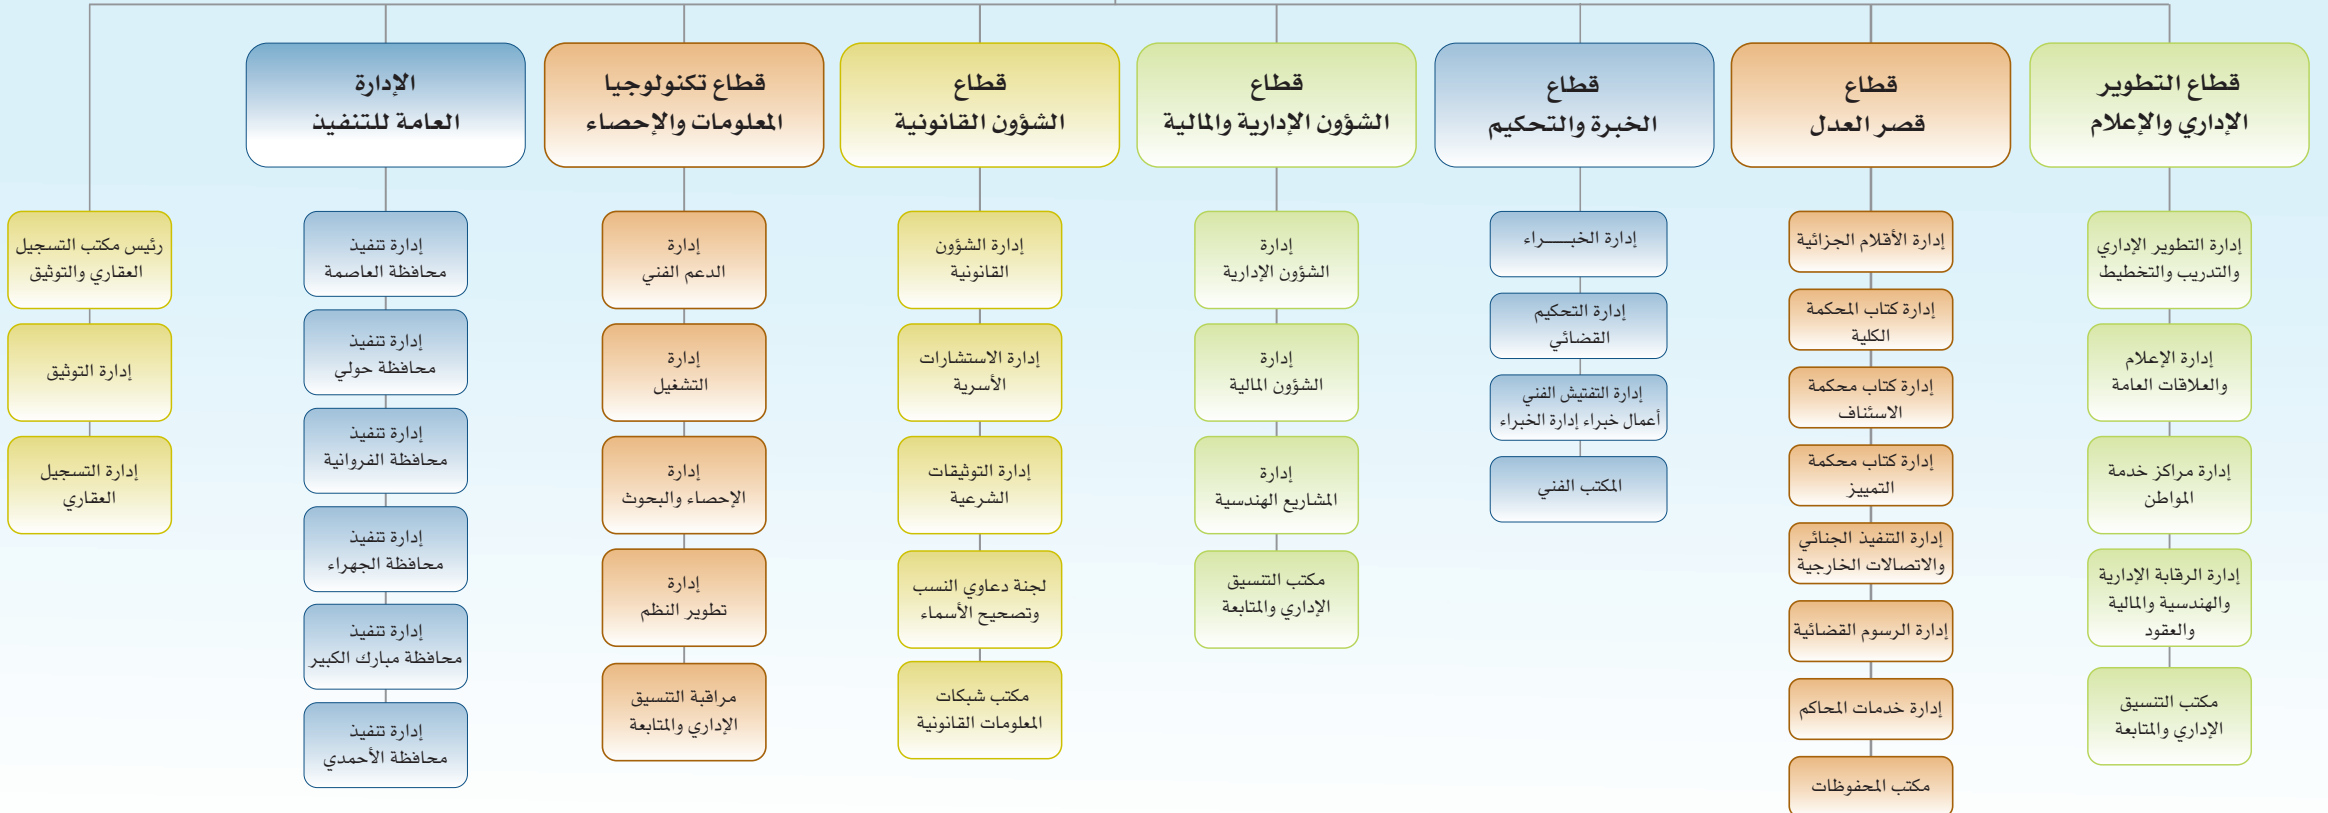 قطاع التطوير
الإداري والإعلام
إدارة التطوير الإداري
والتدريب والتخطيط
إدارة الإعلام
والعلاقات العامة
إدارة مراكز خدمة
المواطن
إدارة الرقابة الإدارية
والهندسية والمالية
والعقود
مكتب التنسيق
الإداري والمتابعة
قطاع
قصر العدل
إدارة الأقلام الجزائية
إدارة كتاب المحكمة
الكلية
إدارة كتاب محكمة
الاسئناف
إدارة كتاب محكمة
التمييز
إدارة التنفيذ الجنائي
والاتصالات الخارجية
إدارة الرسوم القضائية
إدارة خدمات المحاكم
مكتب المحفوظات
قطاع
الخبرة والتحكيم
إدارة الخبـــــراء
إدارة التحكيم
القضائي
إدارة التفتيش الفني
أعمال خبراء إدارة الخبراء
المكتب الفني
قطاع
الشؤون الإدارية والمالية
إدارة
الشؤون الإدارية
إدارة
الشؤون المالية
إدارة
المشاريع الهندسية
مكتب التنسيق
الإداري والمتابعة
قطاع
الشؤون القانونية
إدارة الشؤون
القانونية
إدارة الاستشارات
الأسرية
إدارة التوثيقات
الشرعية
لجنة دعاوي النسب
وتصحيح الأسماء
مكتب شبكات
المعلومات القانونية
قطاع تكنولوجيا
المعلومات والإحصاء
إدارة
الدعم الفني
إدارة
التشغيل
إدارة
الإحصاء والبحوث
إدارة
تطوير النظم
مراقبة التنسيق
الإداري والمتابعة
الإدارة
العامة للتنفيذ
إدارة تنفيذ
محافظة العاصمة
إدارة تنفيذ
محافظة حولي
إدارة تنفيذ
محافظة الفروانية
إدارة تنفيذ
محافظة الجهراء
إدارة تنفيذ
محافظة مبارك الكبير
إدارة تنفيذ
محافظة الأحمدي
رئيس مكتب التسجيل
العقاري والتوثيق
إدارة التوثيق
إدارة التسجيل
العقاري